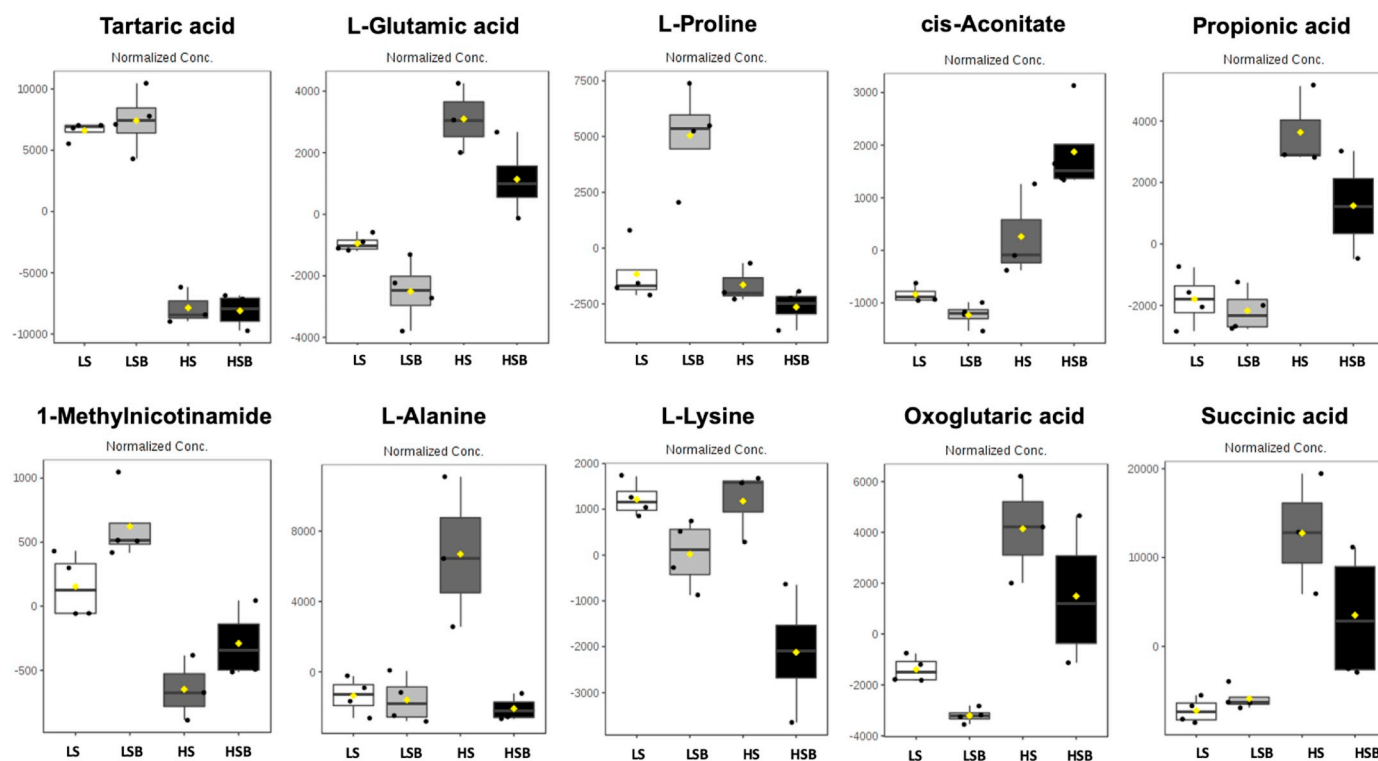 Tartaric acid
Normalized Conc.
10000
5000
0
-5000
-10000
LS LSB HS HSB
L-Glutamic acid
Normalized Conc.
4000
2000
0
-2000
-4000
LS LSB HS HSB
L-Proline
Normalized Conc.
7500
5000
2500
0
-2500
LS LSB HS HSB
cis-Aconitate
Normalized Conc.
3000
2000
1000
0
-1000
LS LSB HS HSB
Propionic acid
Normalized Conc.
4000
2000
0
-2000
LS LSB HS HSB
1-Methylnicotinamide
Normalized Conc.
1000
500
0
-500
LS LSB HS HSB
L-Alanine
Normalized Conc.
8000
4000
0
LS LSB HS HSB
L-Lysine
Normalized Conc.
2000
1000
0
-1000
-2000
-3000
LS LSB HS HSB
Oxoglutaric acid
Normalized Conc.
6000
4000
2000
0
-2000
-4000
LS LSB HS HSB
Succinic acid
Normalized Conc.
20000
10000
0
LS LSB HS HSB